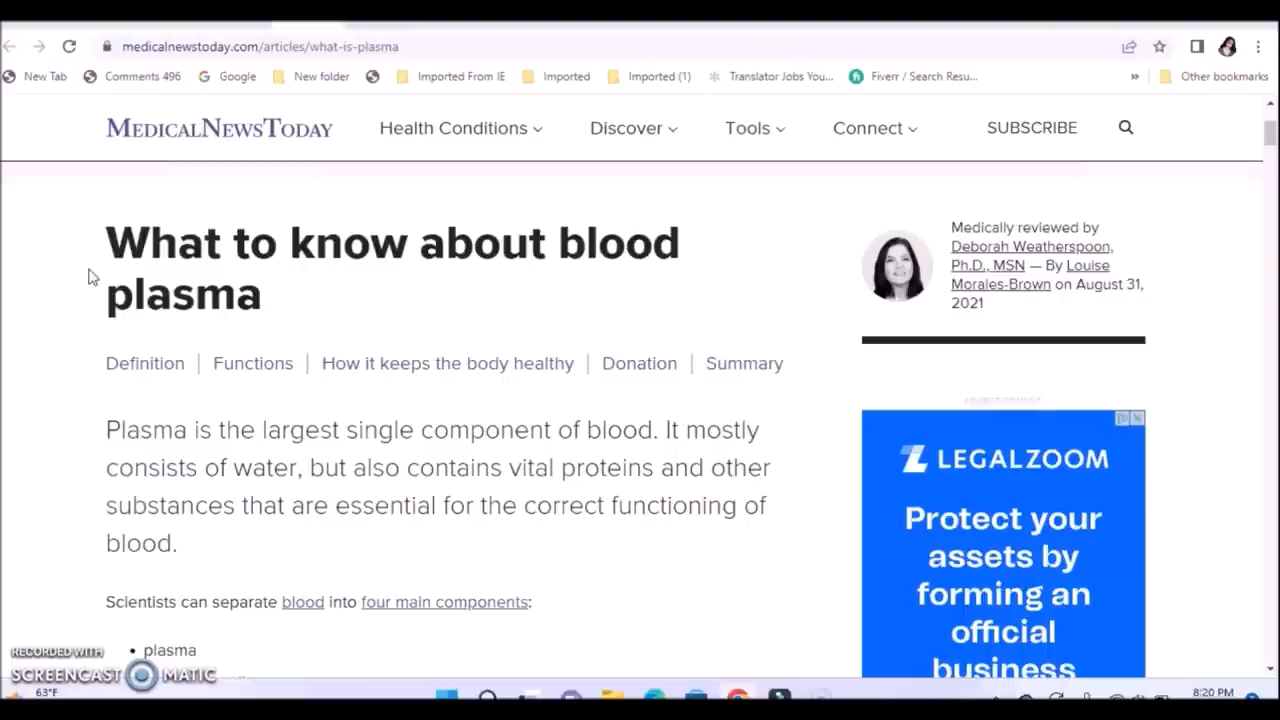 medicalnewstoday.com/articles/what-is-plasma
New Tab Comments 496 Google New folder Imported From IE Imported Imported (1) Translator Jobs You... Fiverr / Search Resu... » Other bookmarks
MEDICALNEWSTODAY Health Conditions Discover Tools Connect SUBSCRIBE
What to know about blood
plasma
Definition | Functions | How it keeps the body healthy | Donation | Summary
Plasma is the largest single component of blood. It mostly
consists of water, but also contains vital proteins and other
substances that are essential for the correct functioning of
blood.
Scientists can separate blood into four main components:
• plasma
Medically reviewed by
Deborah Weatherspoon,
Ph.D., MSN — By Louise
Morales-Brown on August 31,
2021
LEGALZOOM
Protect your
assets by
forming an
official
business
RECORDED WITH
SCREENCAST MATIC
63°F
8:20 PM